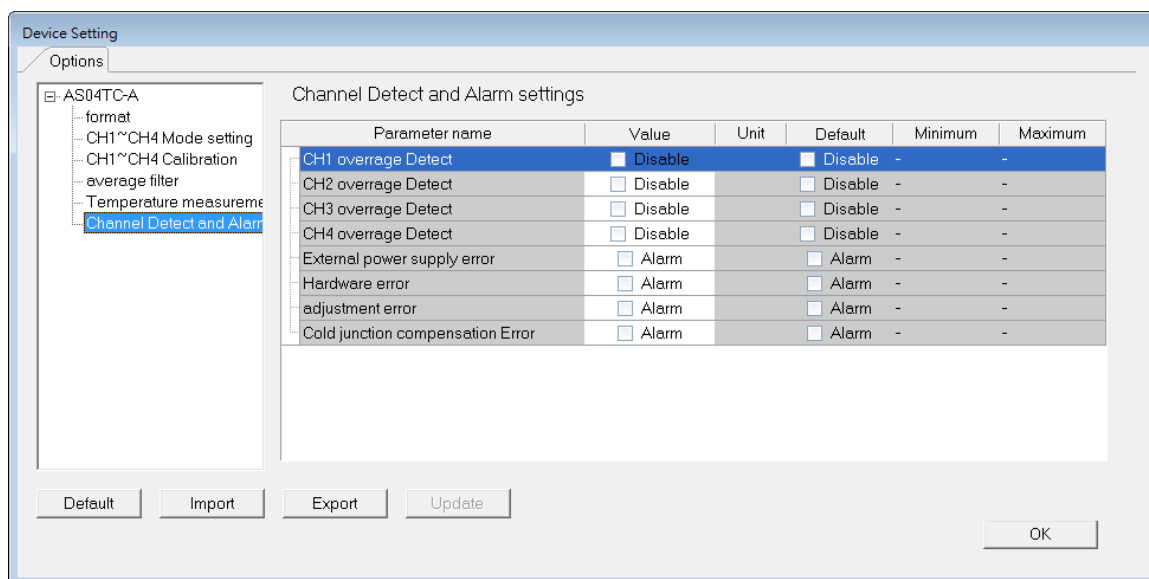 Device Setting
Options
AS04TC-A
format
CH1~CH4 Mode setting
CH1~CH4 Calibration
average filter
Temperature measureme
Channel Detect and Alarm
Channel Detect and Alarm settings
Parameter name Value Unit Default Minimum Maximum
CH1 overrage Detect Disable Disable - -
CH2 overrage Detect Disable Disable - -
CH3 overrage Detect Disable Disable - -
CH4 overrage Detect Disable Disable - -
External power supply error Alarm Alarm - -
Hardware error Alarm Alarm - -
adjustment error Alarm Alarm - -
Cold junction compensation Error Alarm Alarm - -
Default Import Export Update
OK